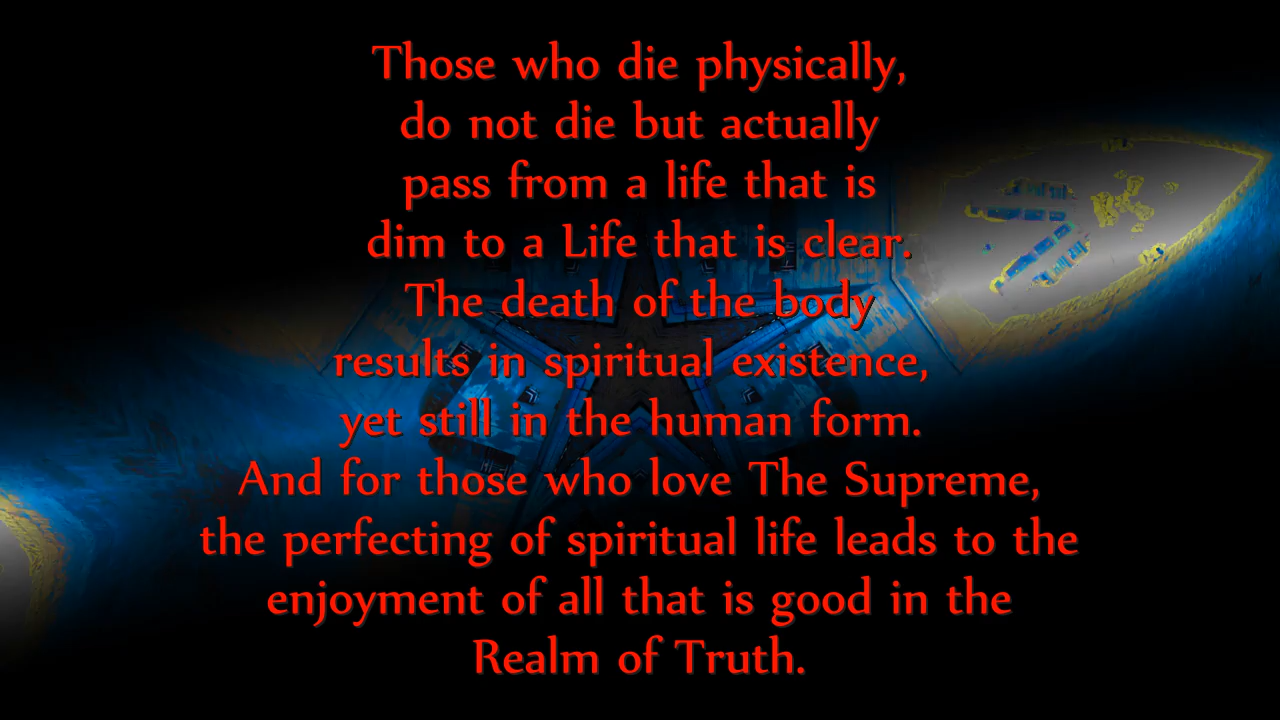 Those who die physically,
do not die but actually
pass from a life that is
dim to a Life that is clear.
The death of the body
results in spiritual existence,
yet still in the human form.
And for those who love The Supreme,
the perfecting of spiritual life leads to the
enjoyment of all that is good in the
Realm of Truth.